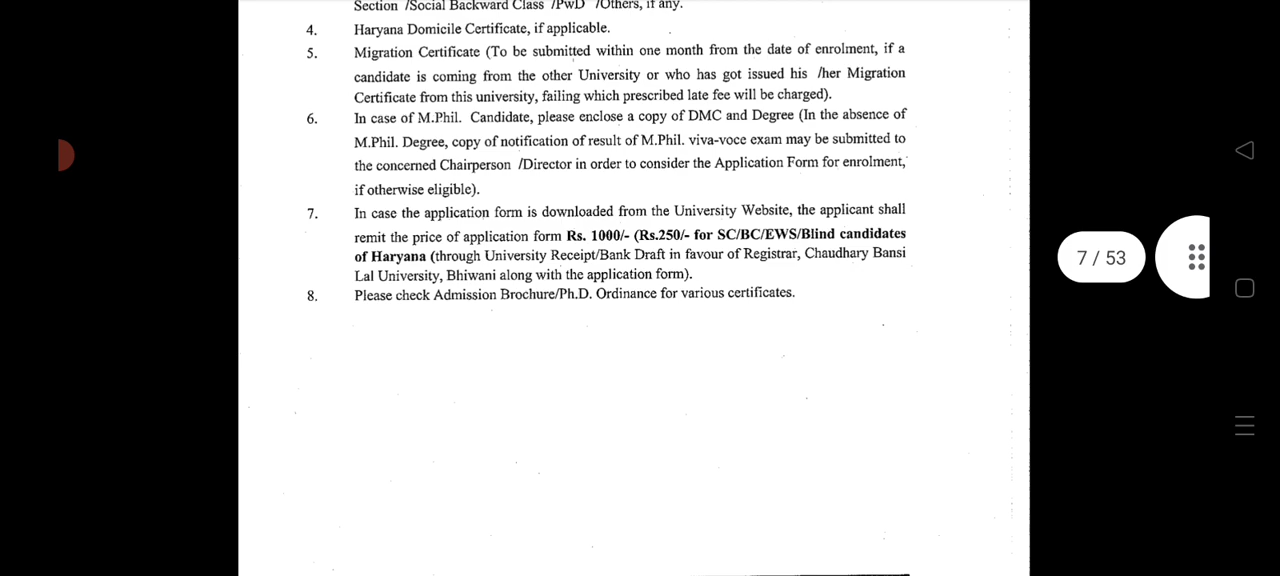 Section /Social Backward Class /PwD /Others, if any.
4. Haryana Domicile Certificate, if applicable.
5. Migration Certificate (To be submitted within one month from the date of enrolment, if a
candidate is coming from the other University or who has got issued his /her Migration
Certificate from this university, failing which prescribed late fee will be charged).
6. In case of M.Phil. Candidate, please enclose a copy of DMC and Degree (In the absence of
M.Phil. Degree, copy of notification of result of M.Phil. viva-voce exam may be submitted to
the concerned Chairperson /Director in order to consider the Application Form for enrolment,
if otherwise eligible).
7. In case the application form is downloaded from the University Website, the applicant shall
remit the price of application form Rs. 1000/- (Rs.250/- for SC/BC/EWS/Blind candidates
of Haryana (through University Receipt/Bank Draft in favour of Registrar, Chaudhary Bansi
Lal University, Bhiwani along with the application form).
8. Please check Admission Brochure/Ph.D. Ordinance for various certificates.
7 / 53